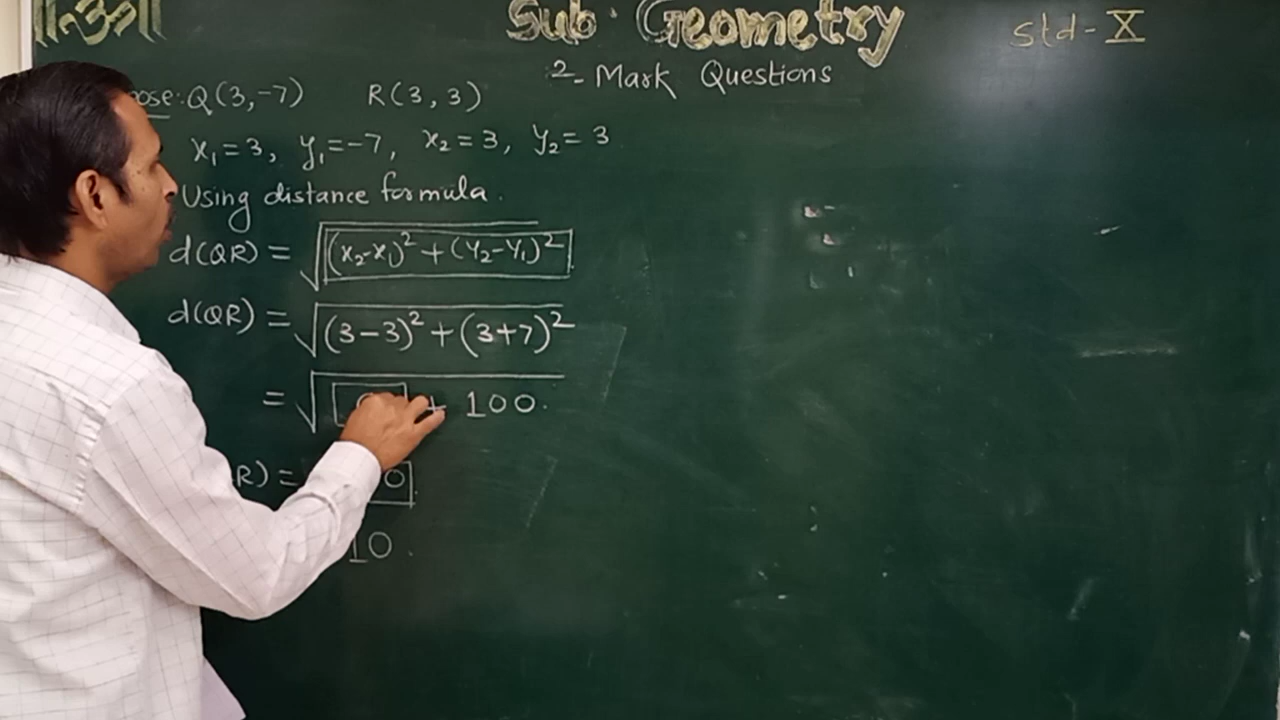 Sub. Geometry
std - X
2 - Mark Questions
Q(3,-7) R(3,3)
x₁=3, y₁=-7, x₂=3, y₂=3
Using distance formula.
d(QR) = √(x₂-x₁)² + (y₂-y₁)²
d(QR) = √(3-3)² + (3+7)²
= √ + 100.
R) =
10.